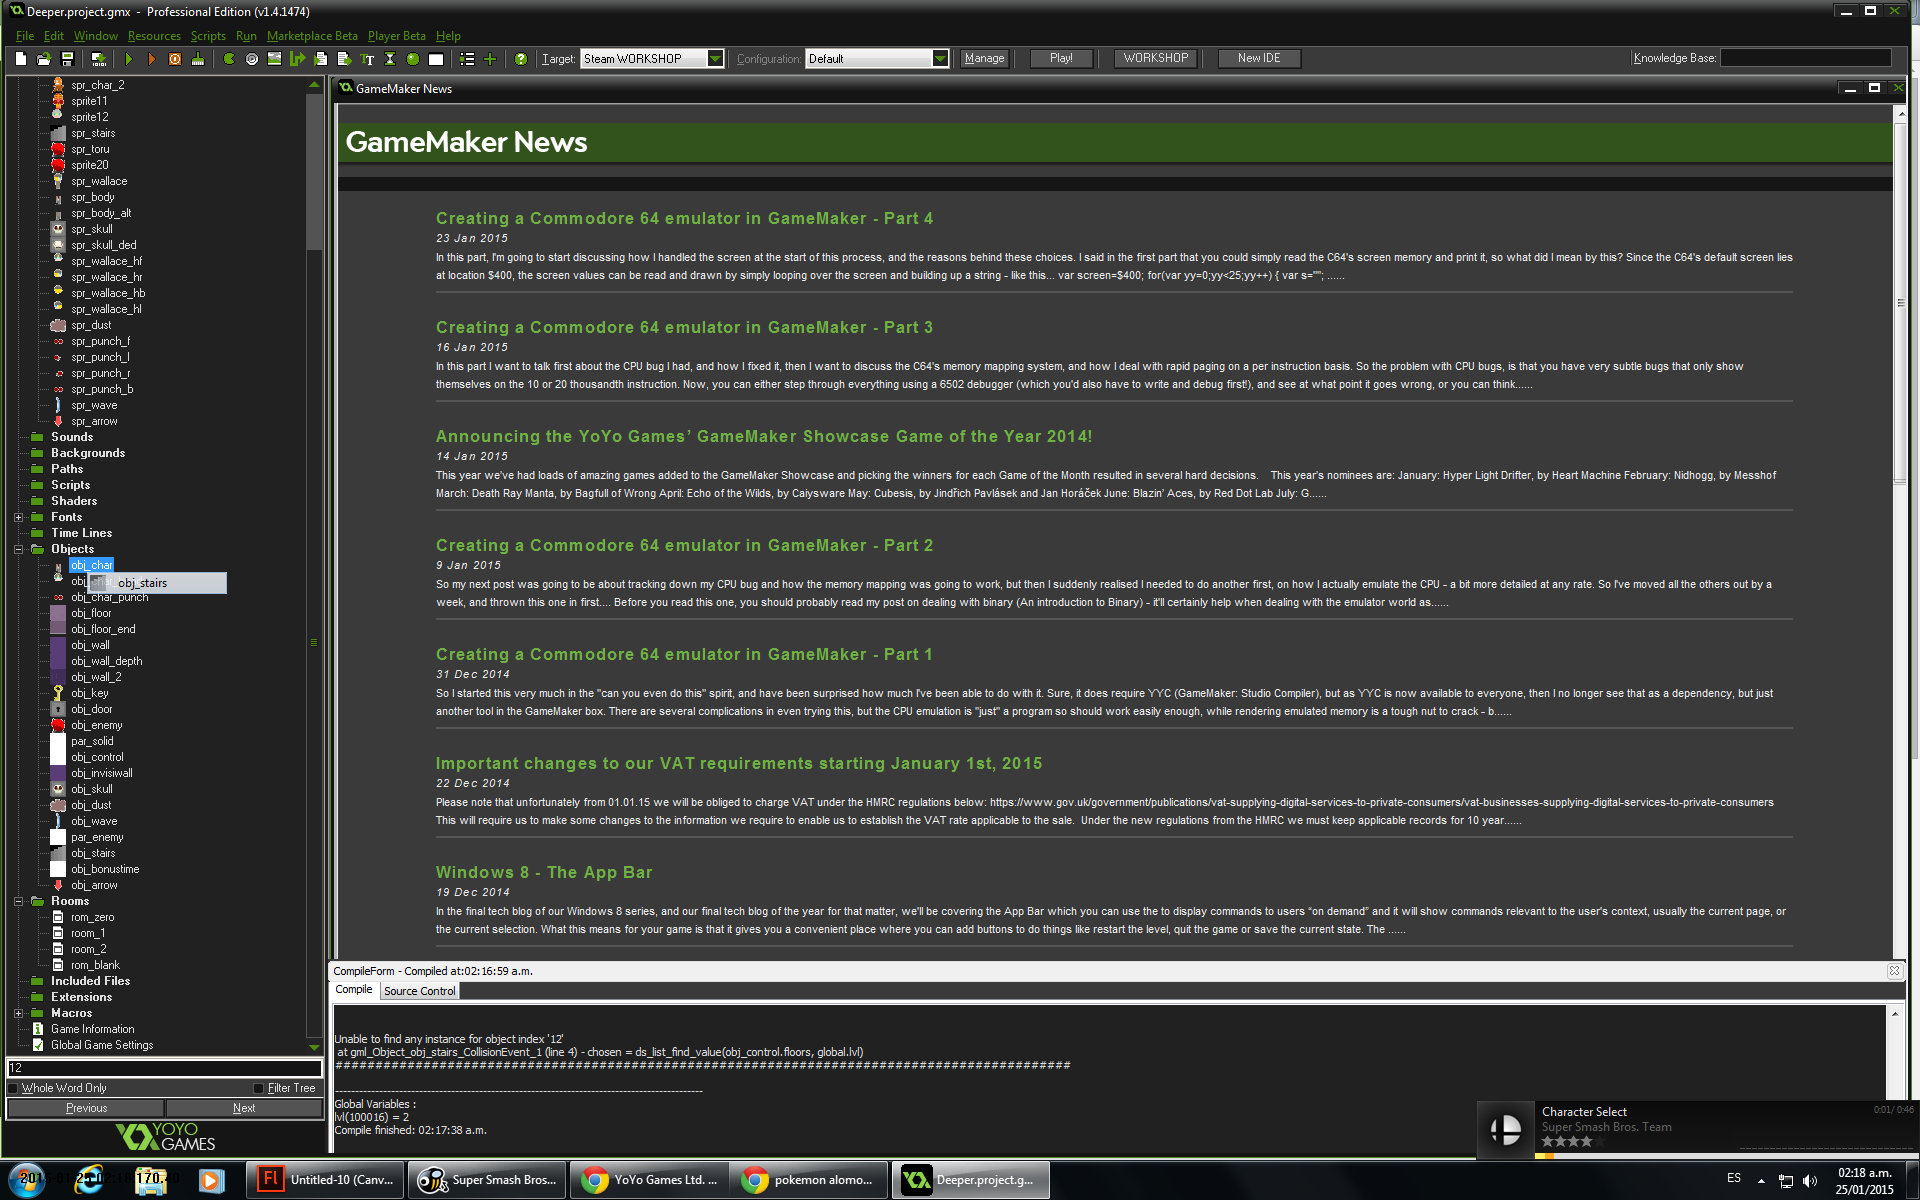 Deeper.project.gmx - Professional Edition (v1.4.1474)
File Edit Window Resources Scripts Run Marketplace Beta Player Beta Help
Target: Steam WORKSHOP Configuration: Default Manage Play! WORKSHOP New IDE Knowledge Base:
spr_char_2
sprite11
sprite12
spr_stairs
spr_toru
sprite20
spr_wallace
spr_body
spr_body_alt
spr_skull
spr_skull_ded
spr_wallace_hf
spr_wallace_hr
spr_wallace_hb
spr_wallace_hl
spr_dust
spr_punch_f
spr_punch_l
spr_punch_r
spr_punch_b
spr_wave
spr_arrow
Sounds
Backgrounds
Paths
Scripts
Shaders
Fonts
Time Lines
Objects
obj_char
obj_stairs
obj_char_punch
obj_floor
obj_floor_end
obj_wall
obj_wall_depth
obj_wall_2
obj_key
obj_door
obj_enemy
par_solid
obj_control
obj_invisiwall
obj_skull
obj_dust
obj_wave
par_enemy
obj_stairs
obj_bonustime
obj_arrow
Rooms
rom_zero
room_1
room_2
rom_blank
Included Files
Extensions
Macros
Game Information
Global Game Settings
12
Whole Word Only Filter Tree
Previous Next
YOYO
GAMES
GameMaker News
GameMaker News
Creating a Commodore 64 emulator in GameMaker - Part 4
23 Jan 2015
In this part, I'm going to start discussing how I handled the screen at the start of this process, and the reasons behind these choices. I said in the first part that you could simply read the C64's screen memory and print it, so what did I mean by this? Since the C64's default screen lies
at location $400, the screen values can be read and drawn by simply looping over the screen and building up a string - like this... var screen=$400; for(var yy=0;yy<25;yy++) { var s=""; ......
Creating a Commodore 64 emulator in GameMaker - Part 3
16 Jan 2015
In this part I want to talk first about the CPU bug I had, and how I fixed it, then I want to discuss the C64's memory mapping system, and how I deal with rapid paging on a per instruction basis. So the problem with CPU bugs, is that you have very subtle bugs that only show
themselves on the 10 or 20 thousandth instruction. Now, you can either step through everything using a 6502 debugger (which you'd also have to write and debug first!), and see at what point it goes wrong, or you can think......
Announcing the YoYo Games’ GameMaker Showcase Game of the Year 2014!
14 Jan 2015
This year we've had loads of amazing games added to the GameMaker Showcase and picking the winners for each Game of the Month resulted in several hard decisions. This year's nominees are: January: Hyper Light Drifter, by Heart Machine February: Nidhogg, by Messhof
March: Death Ray Manta, by Bagfull of Wrong April: Echo of the Wilds, by Caiysware May: Cubesis, by Jindřich Pavlásek and Jan Horáček June: Blazin' Aces, by Red Dot Lab July: G......
Creating a Commodore 64 emulator in GameMaker - Part 2
9 Jan 2015
So my next post was going to be about tracking down my CPU bug and how the memory mapping was going to work, but then I suddenly realised I needed to do another first, on how I actually emulate the CPU - a bit more detailed at any rate. So I've moved all the others out by a
week, and thrown this one in first.... Before you read this one, you should probably read my post on dealing with binary (An introduction to Binary) - it'll certainly help when dealing with the emulator world as......
Creating a Commodore 64 emulator in GameMaker - Part 1
31 Dec 2014
So I started this very much in the "can you even do this" spirit, and have been surprised how much I've been able to do with it. Sure, it does require YYC (GameMaker: Studio Compiler), but as YYC is now available to everyone, then I no longer see that as a dependency, but just
another tool in the GameMaker box. There are several complications in even trying this, but the CPU emulation is "just" a program so should work easily enough, while rendering emulated memory is a tough nut to crack - b......
Important changes to our VAT requirements starting January 1st, 2015
22 Dec 2014
Please note that unfortunately from 01.01.15 we will be obliged to charge VAT under the HMRC regulations below: https://www.gov.uk/government/publications/vat-supplying-digital-services-to-private-consumers/vat-businesses-supplying-digital-services-to-private-consumers
This will require us to make some changes to the information we require to enable us to establish the VAT rate applicable to the sale. Under the new regulations from the HMRC we must keep applicable records for 10 year......
Windows 8 - The App Bar
19 Dec 2014
In the final tech blog of our Windows 8 series, and our final tech blog of the year for that matter, we'll be covering the App Bar which you can use the to display commands to users “on demand” and it will show commands relevant to the user's context, usually the current page, or
the current selection. What this means for your game is that it gives you a convenient place where you can add buttons to do things like restart the level, quit the game or save the current state. The ......
CompileForm - Compiled at:02:16:59 a.m.
Compile Source Control
Unable to find any instance for object index '12'
at gml_Object_obj_stairs_CollisionEvent_1 (line 4) - chosen = ds_list_find_value(obj_control.floors, global.lvl)
############################################################################################
Global Variables :
lvl(100016) = 2
Compile finished: 02:17:38 a.m.
Character Select 0:01/ 0:46
Super Smash Bros. Team
Untitled-10 (Canv... Super Smash Bros... YoYo Games Ltd. ... pokemon alomo... Deeper.project.g...
ES 02:18 a.m.
25/01/2015